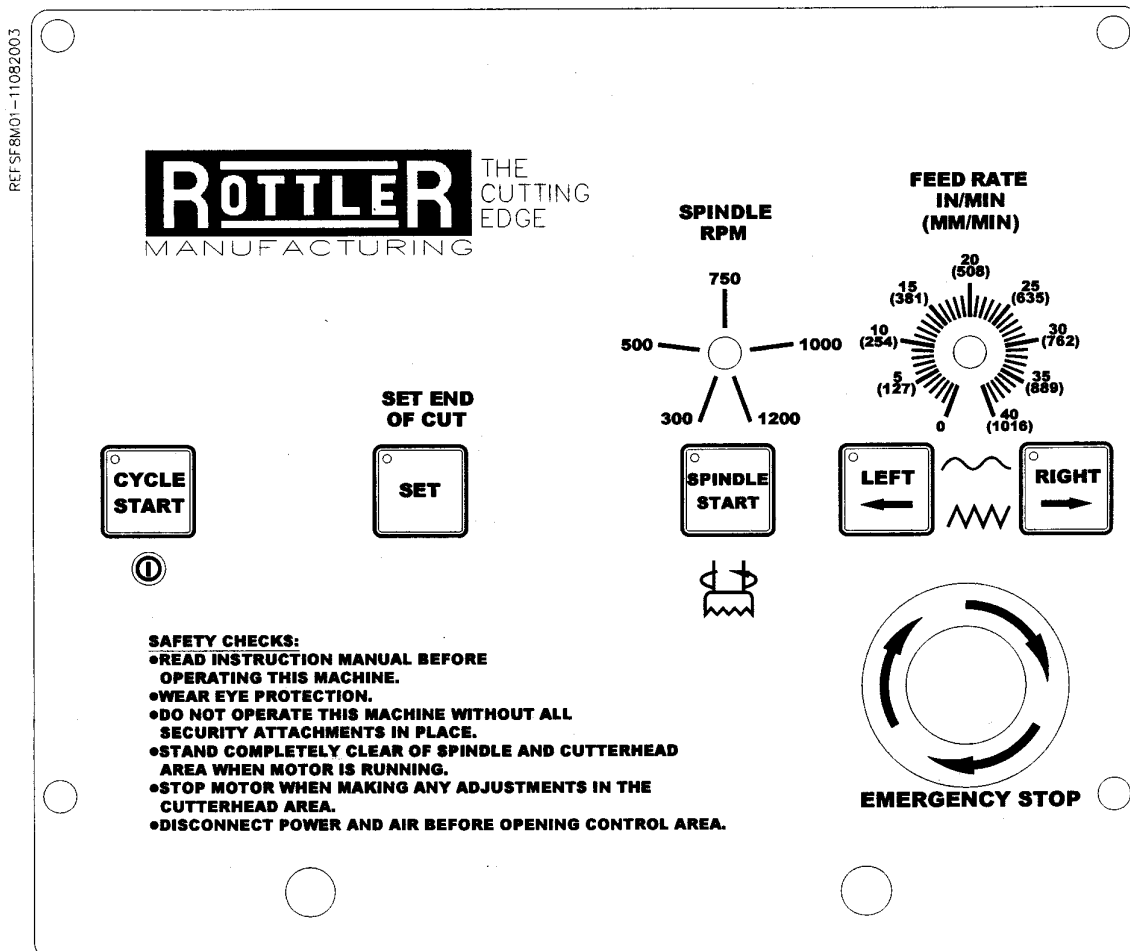 REFSF8M01-11082003
ROTTLER
MANUFACTURING
THE
CUTTING
EDGE
SPINDLE
RPM
750
500
1000
300
1200
FEED RATE
IN/MIN
(MM/MIN)
20
(508)
15
(381)
25
(635)
10
(254)
30
(762)
5
(127)
35
(889)
0
40
(1016)
SET END
OF CUT
CYCLE
START
SET
SPINDLE
START
LEFT
RIGHT
SAFETY CHECKS:
•READ INSTRUCTION MANUAL BEFORE
OPERATING THIS MACHINE.
•WEAR EYE PROTECTION.
•DO NOT OPERATE THIS MACHINE WITHOUT ALL
SECURITY ATTACHMENTS IN PLACE.
•STAND COMPLETELY CLEAR OF SPINDLE AND CUTTERHEAD
AREA WHEN MOTOR IS RUNNING.
•STOP MOTOR WHEN MAKING ANY ADJUSTMENTS IN THE
CUTTERHEAD AREA.
•DISCONNECT POWER AND AIR BEFORE OPENING CONTROL AREA.
EMERGENCY STOP